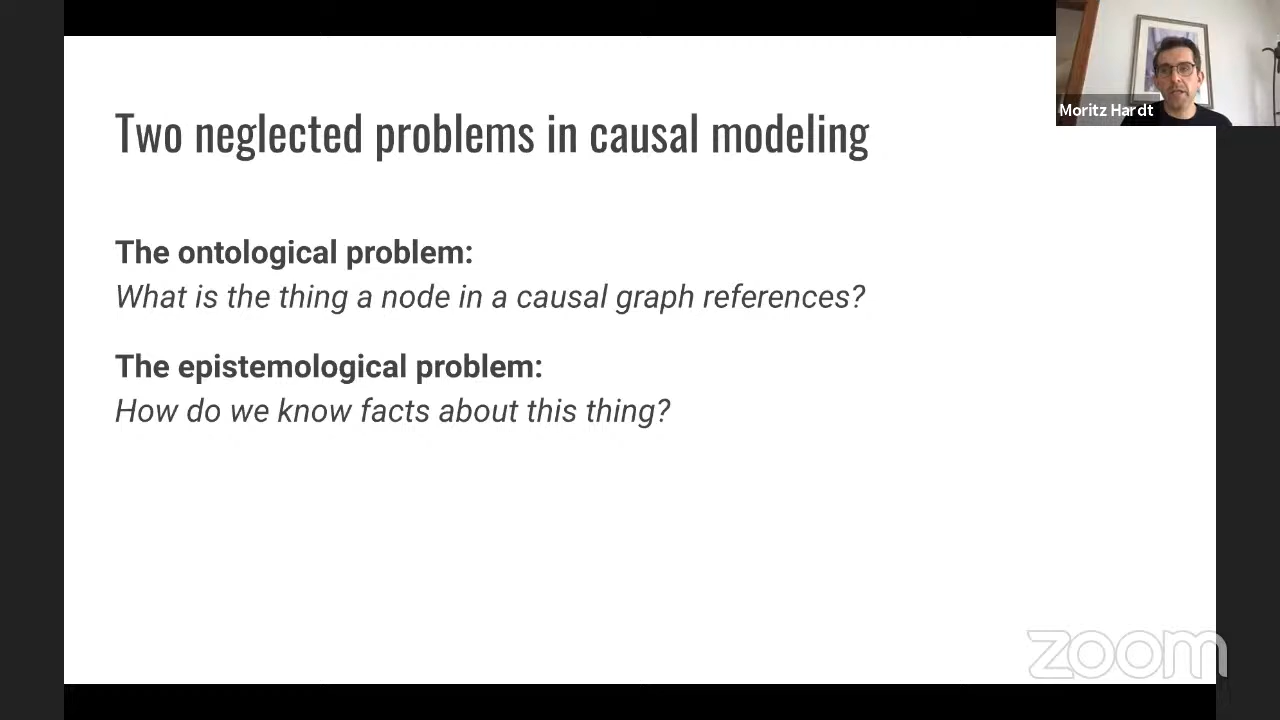 Moritz Hardt
Two neglected problems in causal modeling
The ontological problem:
What is the thing a node in a causal graph references?
The epistemological problem:
How do we know facts about this thing?
zoom